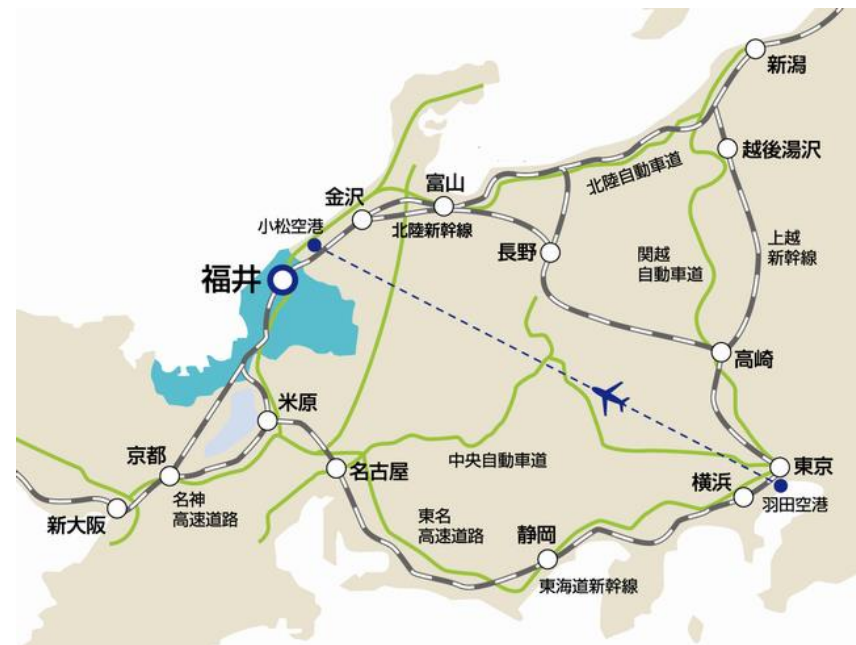 新潟
越後湯沢
北陸自動車道
富山
金沢
小松空港
北陸新幹線
長野
関越
自動車道
上越
新幹線
福井
高崎
米原
京都
名古屋
中央自動車道
東京
横浜
羽田空港
名神
高速道路
新大阪
東名
高速道路
静岡
東海道新幹線